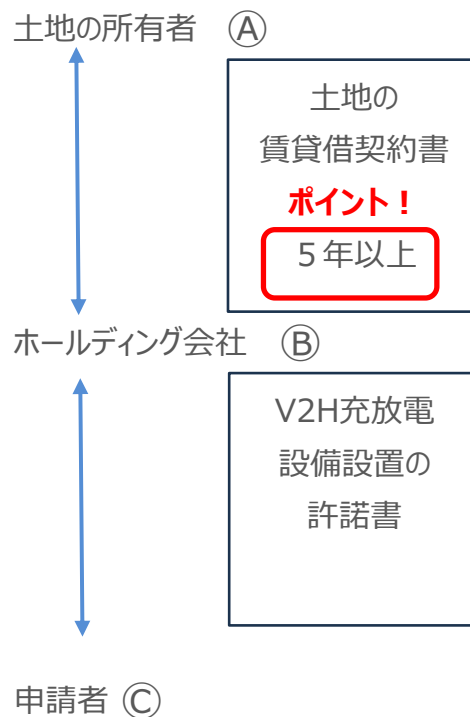 土地の所有者 Ⓐ
土地の
賃貸借契約書
ポイント！
５年以上
ホールディング会社 Ⓑ
V2H充放電
設備設置の
許諾書
申請者 Ⓒ